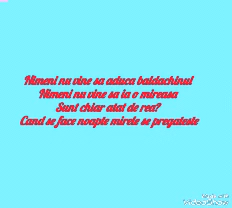 Nimeni nu vine sa aduca baldachinul
Nimeni nu vine sa ia o mireasa
Sunt chiar atat de rea?
Cand se face noapte mirele se pregateste